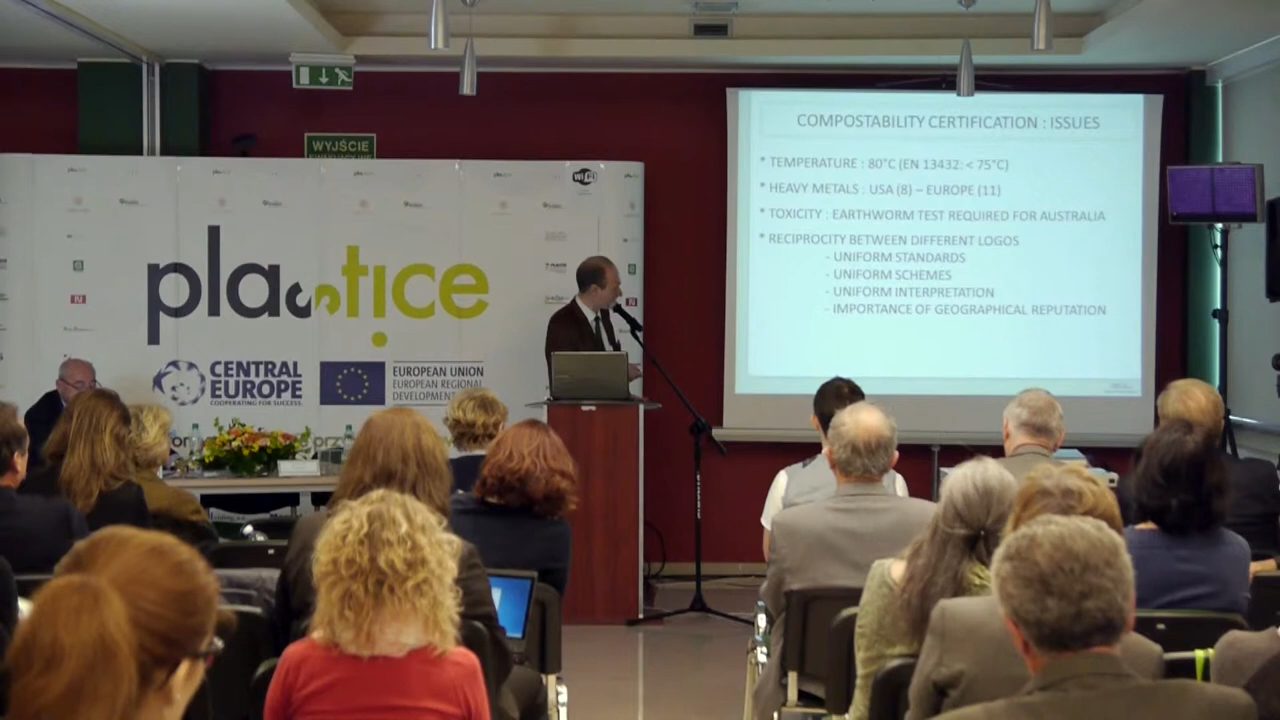 WYJŚCIE
EWAKUACYJNE
WiFi
plastice
CENTRAL
EUROPE
COOPERATING FOR SUCCESS.
EUROPEAN UNION
EUROPEAN REGIONAL
DEVELOPMENT
COMPOSTABILITY CERTIFICATION : ISSUES
* TEMPERATURE : 80°C (EN 13432: < 75°C)
* HEAVY METALS : USA (8) – EUROPE (11)
* TOXICITY : EARTHWORM TEST REQUIRED FOR AUSTRALIA
* RECIPROCITY BETWEEN DIFFERENT LOGOS
- UNIFORM STANDARDS
- UNIFORM SCHEMES
- UNIFORM INTERPRETATION
- IMPORTANCE OF GEOGRAPHICAL REPUTATION